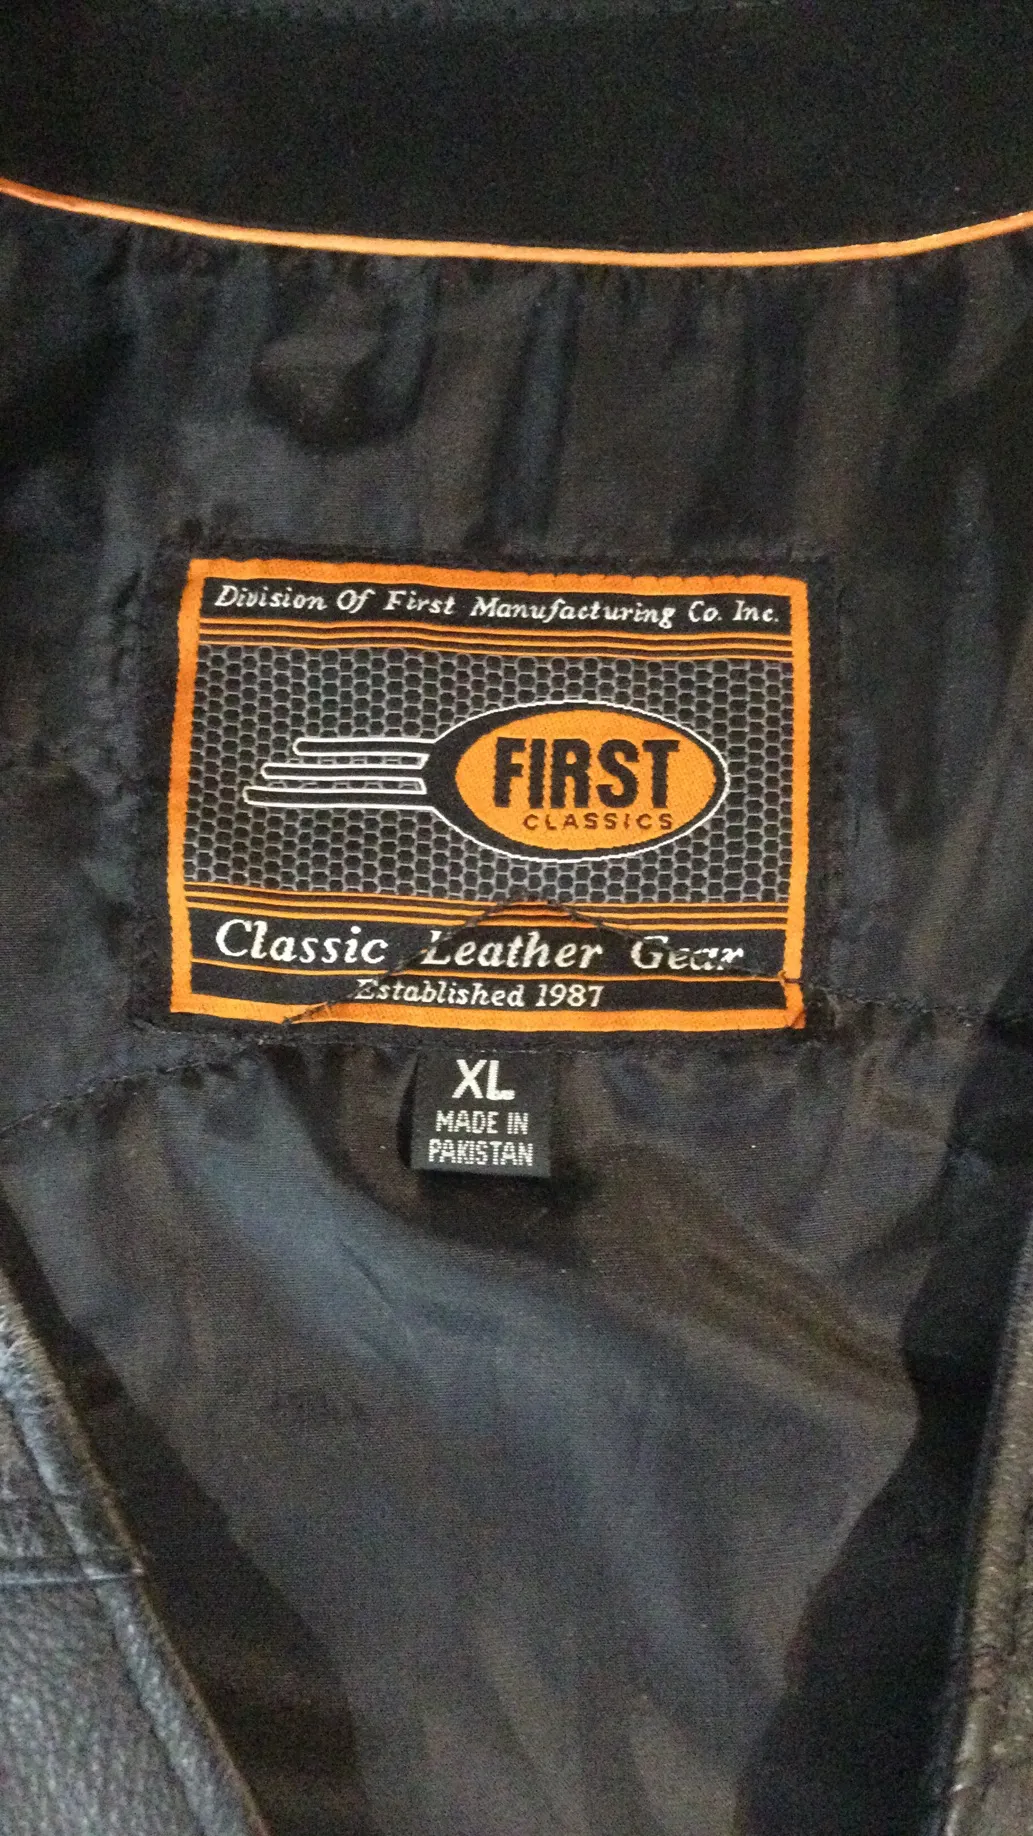 Division Of First Manufacturing Co. Inc.
FIRST
CLASSICS
Classic Leather Gear
Established 1987
XL
MADE IN
PAKISTAN